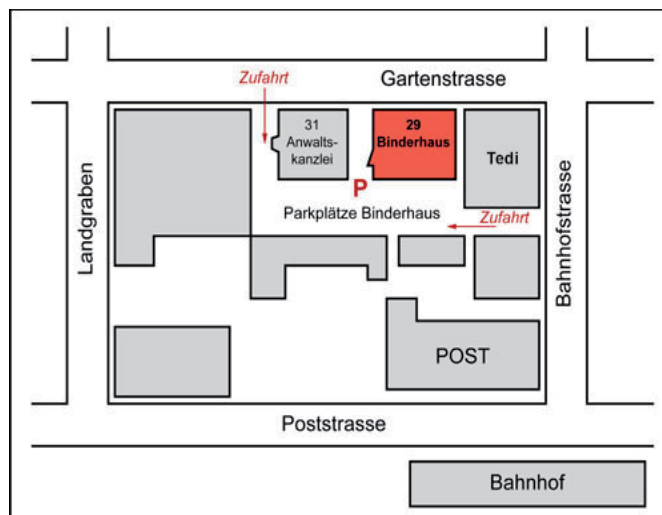 Zufahrt
Gartenstrasse
31
Anwalts-
kanzlei
29
Binderhaus
Tedi
P
Parkplätze Binderhaus
Zufahrt
Landgraben
Bahnhofstrasse
POST
Poststrasse
Bahnhof